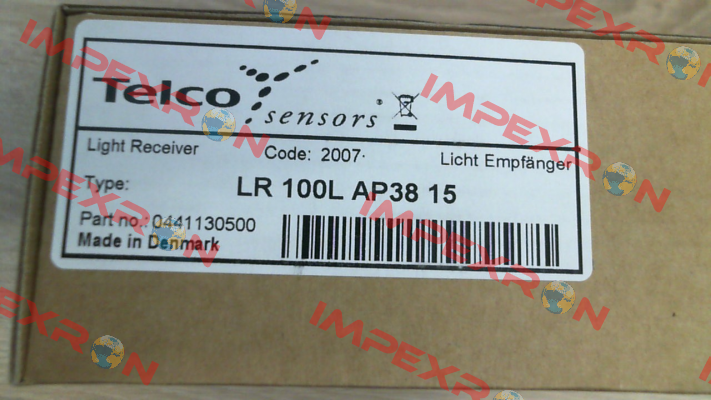 Telco
sensors®
Light Receiver Code: 2007· Licht Empfänger
Type: LR 100L AP38 15
Part no.: 0441130500
Made in Denmark
IMPEXRON
IMPEXRON
IMPEXRON
IMPEXRON
IMPEXRON
IMPEXRON
IMPEXRON
IMPEXRON